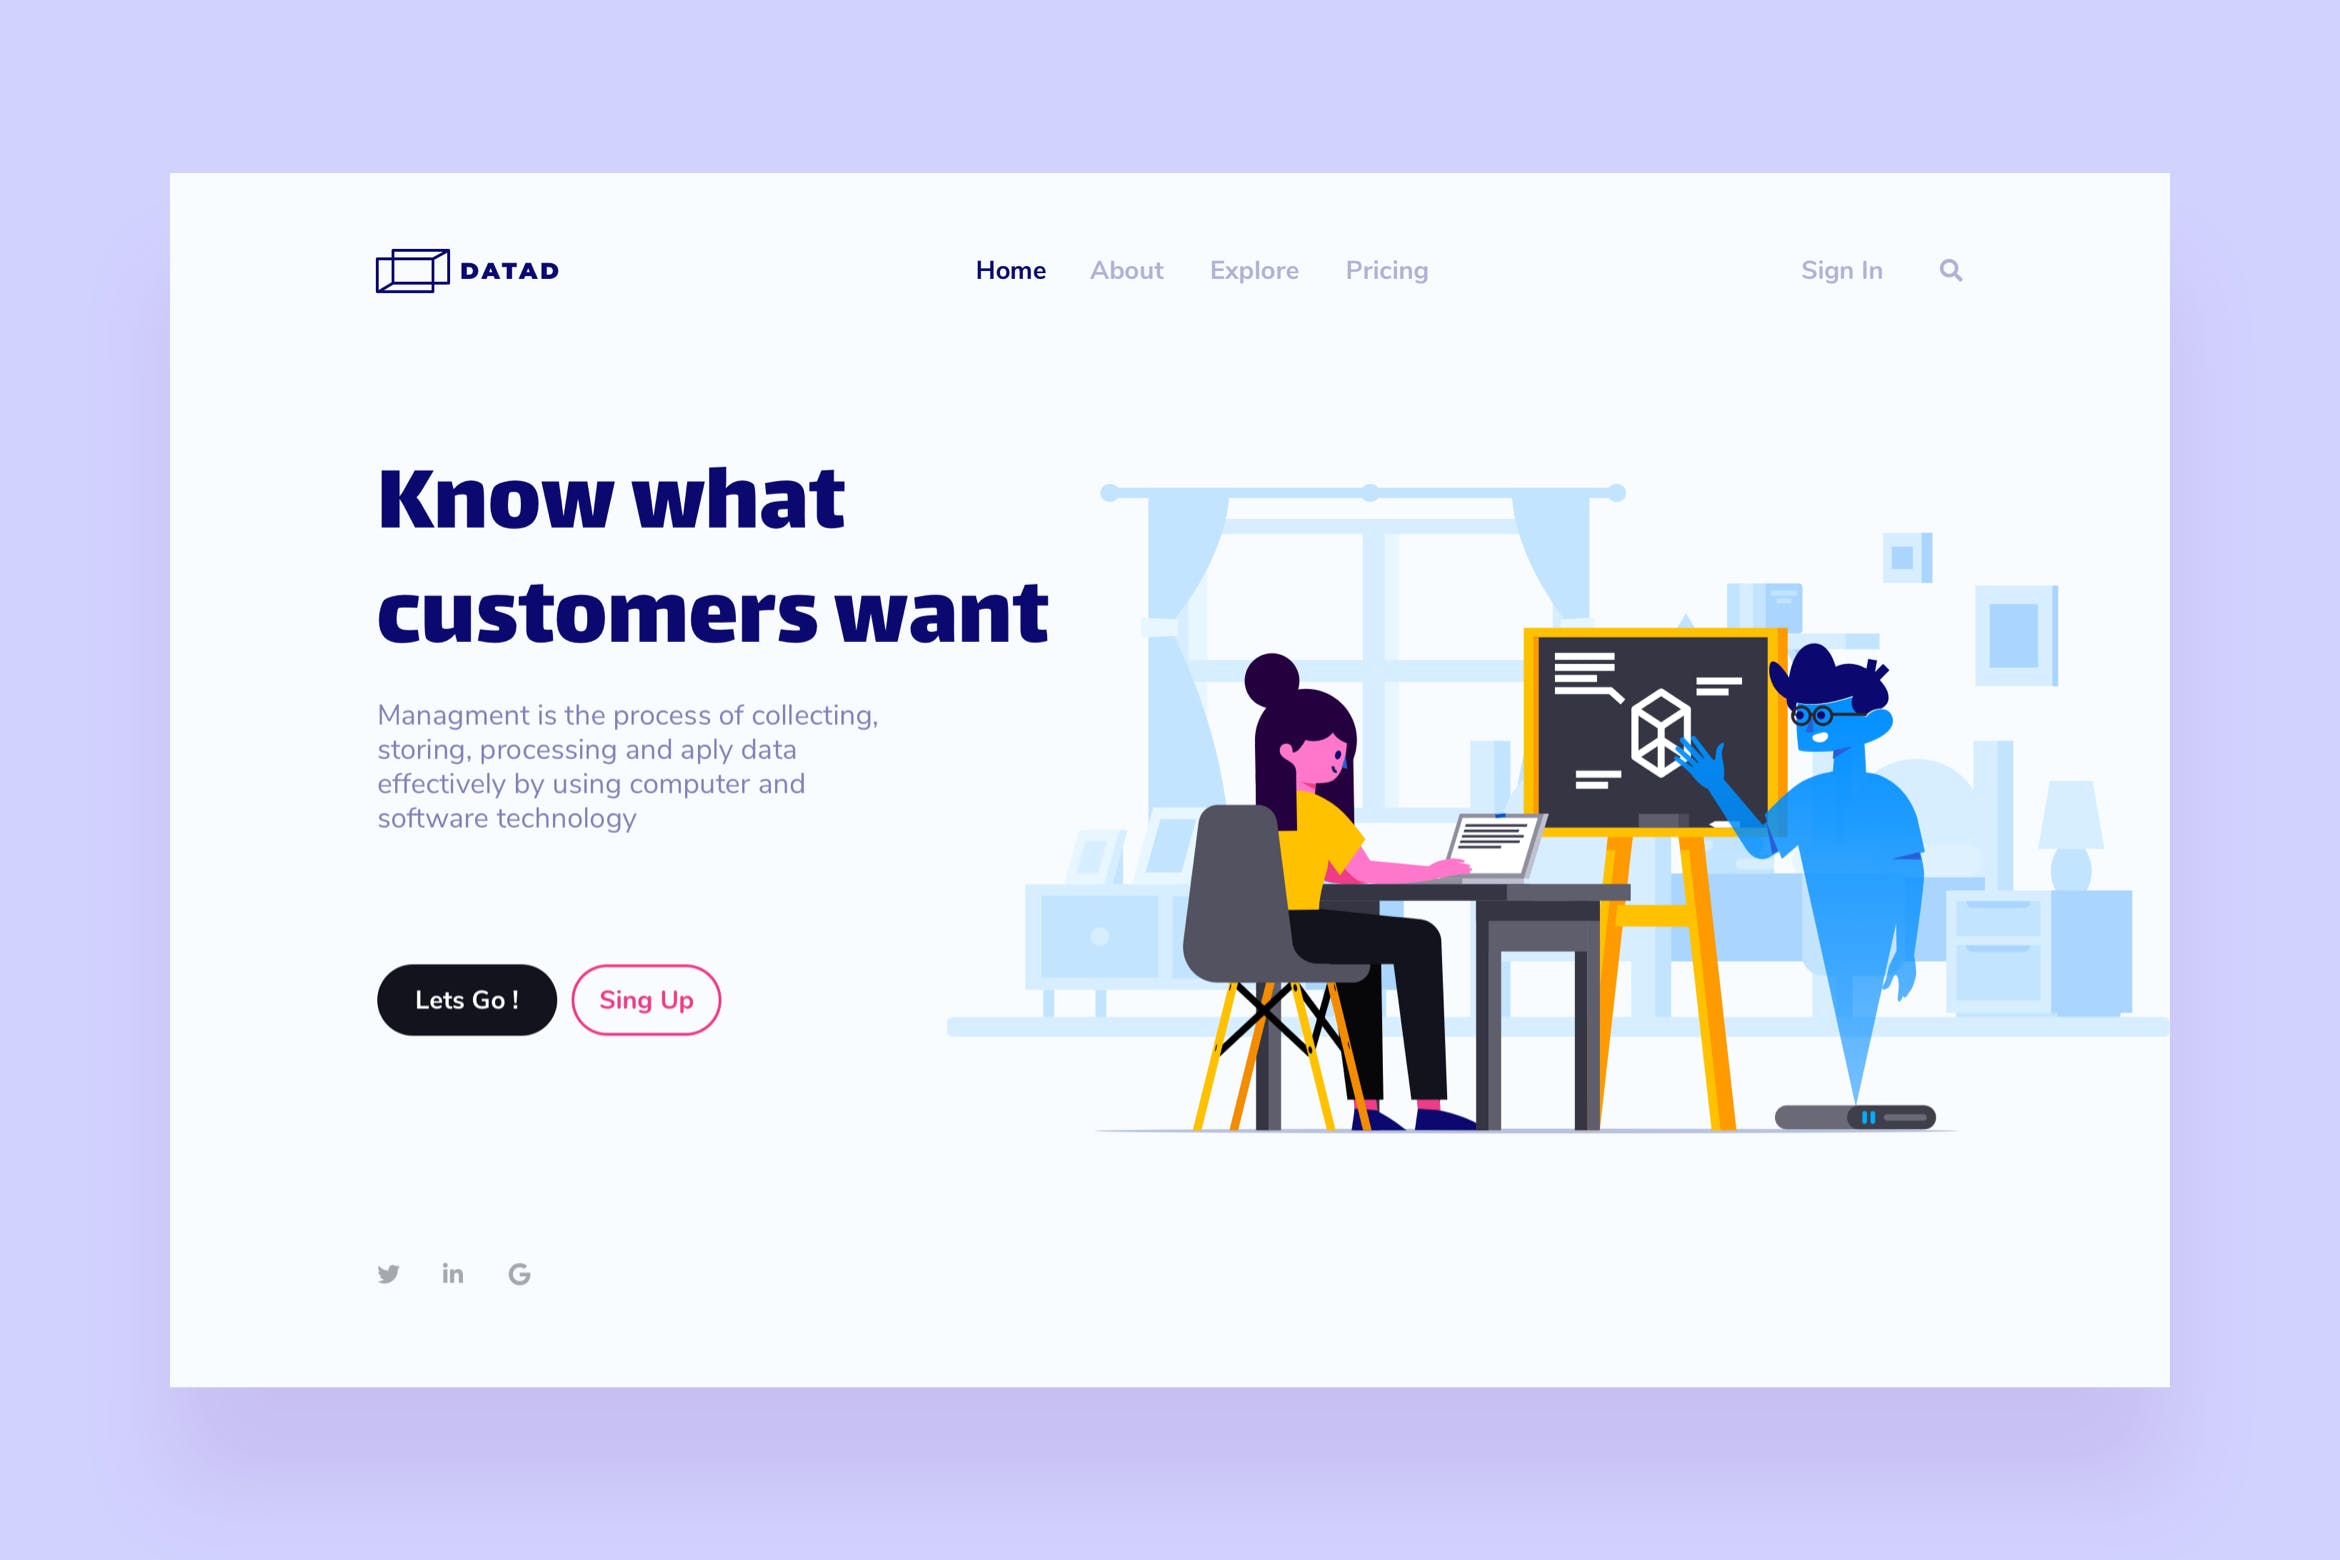 DATAD
Home About Explore Pricing
Sign In
Know what
customers want
Managment is the process of collecting,
storing, processing and aply data
effectively by using computer and
software technology
Lets Go !
Sing Up